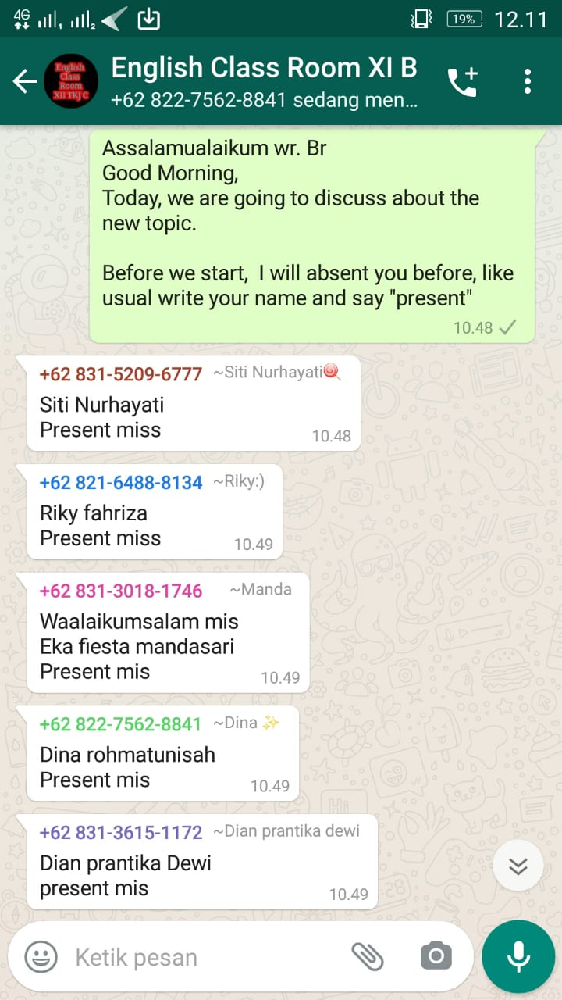 4G 1 2 19% 12.11
English Class Room XII TKJ C
English Class Room XI B
+62 822-7562-8841 sedang men...
Assalamualaikum wr. Br
Good Morning,
Today, we are going to discuss about the
new topic.
Before we start,  I will absent you before, like
usual write your name and say "present"
10.48
+62 831-5209-6777 ~Siti Nurhayati🍭
Siti Nurhayati
Present miss
10.48
+62 821-6488-8134 ~Riky:)
Riky fahriza
Present miss
10.49
+62 831-3018-1746 ~Manda
Waalaikumsalam mis
Eka fiesta mandasari
Present mis
10.49
+62 822-7562-8841 ~Dina ✨
Dina rohmatunisah
Present mis
10.49
+62 831-3615-1172 ~Dian prantika dewi
Dian prantika Dewi
present mis
10.49
Ketik pesan